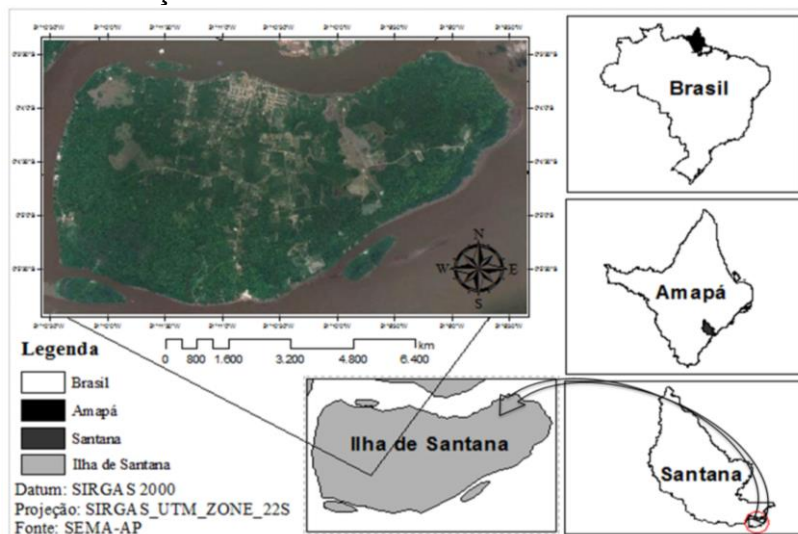 Brasil
Amapá
N
W E
S
km
0 800 1.600 3.200 4.800 6.400
Legenda
Brasil
Amapá
Santana
Ilha de Santana
Datum: SIRGAS 2000
Projeção: SIRGAS_UTM_ZONE_22S
Fonte: SEMA-AP
Ilha de Santana
Santana